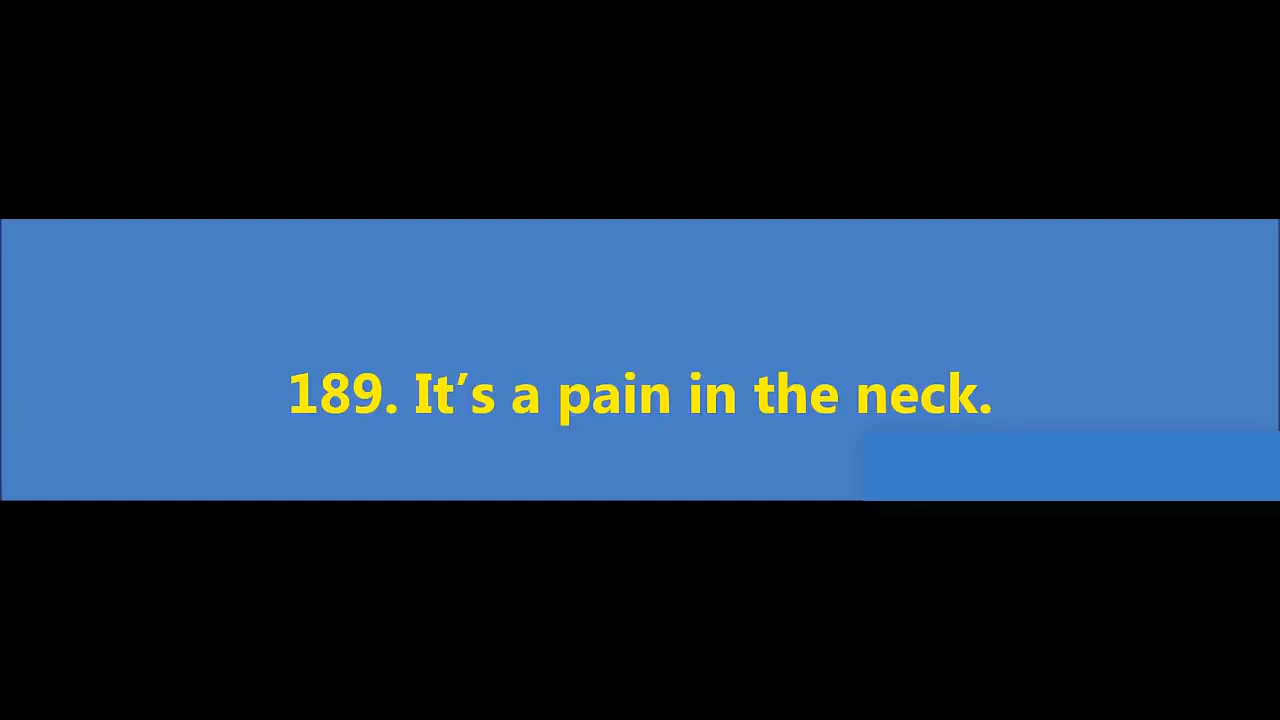 189. It’s a pain in the neck.